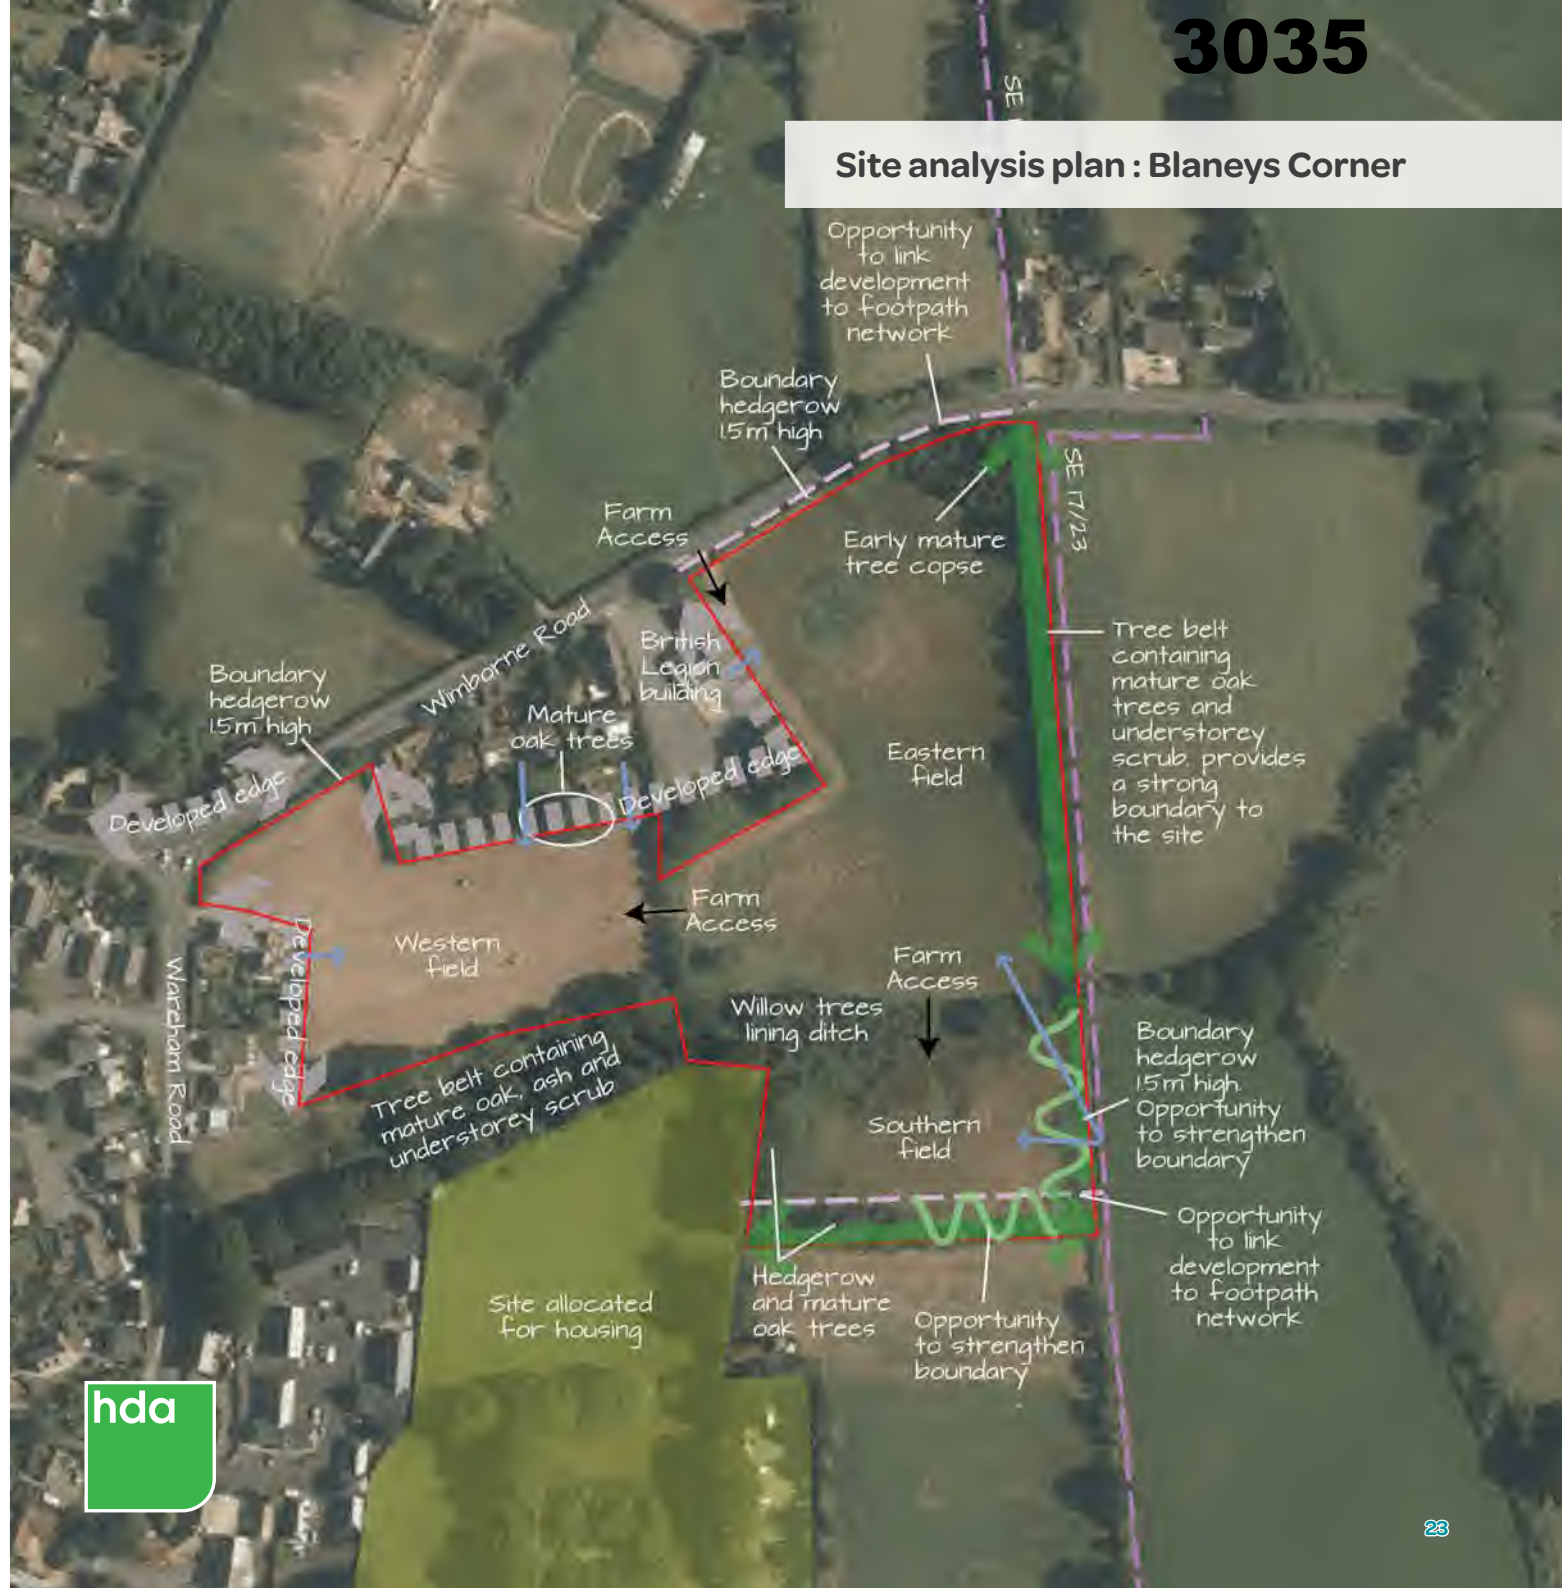 3035
SE
Site analysis plan : Blaneys Corner
Opportunity
to link
development
to footpath
network
Boundary
hedgerow
1.5m high
SE 17/23
Farm
Access
Early mature
tree copse
Wimborne Road
British
Legion
building
Tree belt
containing
mature oak
trees and
understorey
scrub. provides
a strong
boundary to
the site
Boundary
hedgerow
1.5m high
Mature
oak trees
Developed edge
Developed edge
Eastern
field
Farm
Access
Western
field
Developed edge
Wareham Road
Farm
Access
Willow trees
lining ditch
Tree belt containing
mature oak, ash and
understorey scrub
Boundary
hedgerow
1.5m high.
Opportunity
to strengthen
boundary
Southern
field
Opportunity
to link
development
to footpath
network
Hedgerow
and mature
oak trees
Opportunity
to strengthen
boundary
Site allocated
for housing
hda
23